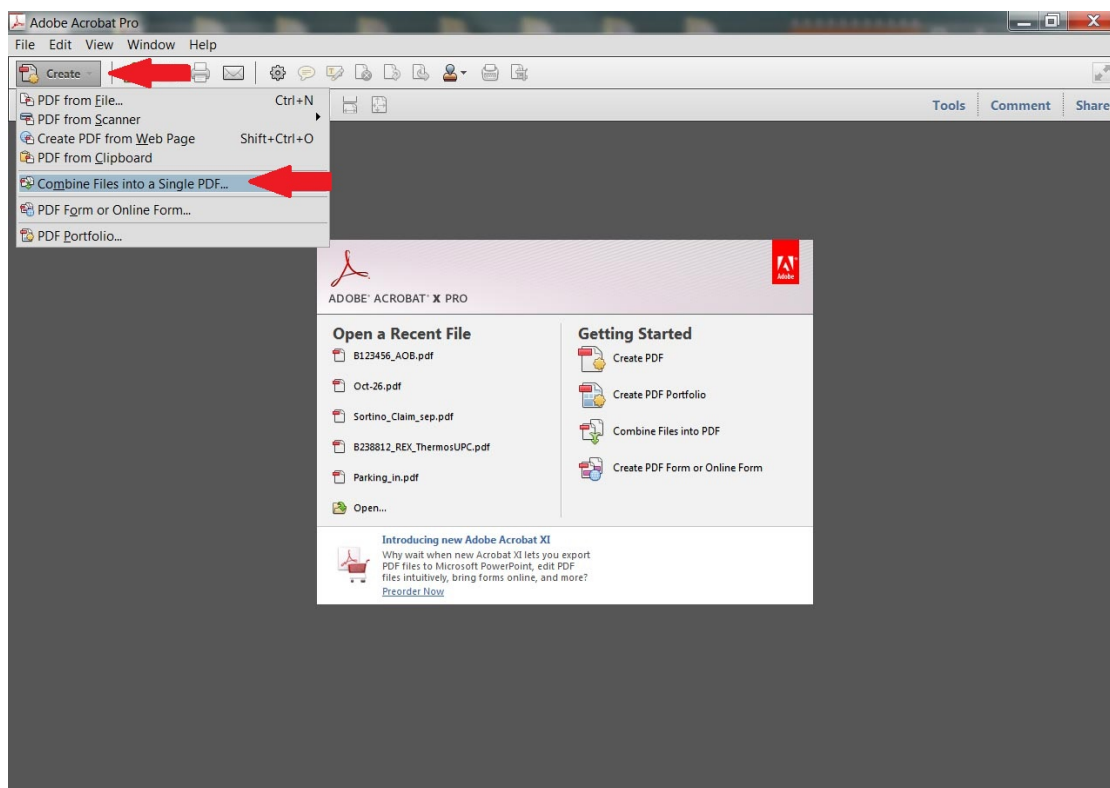 Adobe Acrobat Pro
File Edit View Window Help
Create
Tools Comment Share
PDF from File... Ctrl+N
PDF from Scanner
Create PDF from Web Page Shift+Ctrl+O
PDF from Clipboard
Combine Files into a Single PDF...
PDF Form or Online Form...
PDF Portfolio...
Adobe
ADOBE® ACROBAT® X PRO
Open a Recent File
B123456_AOB.pdf
Oct-26.pdf
Sortino_Claim_sep.pdf
B238812_REX_ThermosUPC.pdf
Parking_in.pdf
Open...
Getting Started
Create PDF
Create PDF Portfolio
Combine Files into PDF
Create PDF Form or Online Form
Introducing new Adobe Acrobat XI
Why wait when new Acrobat XI lets you export
PDF files to Microsoft PowerPoint, edit PDF
files intuitively, bring forms online, and more?
Preorder Now